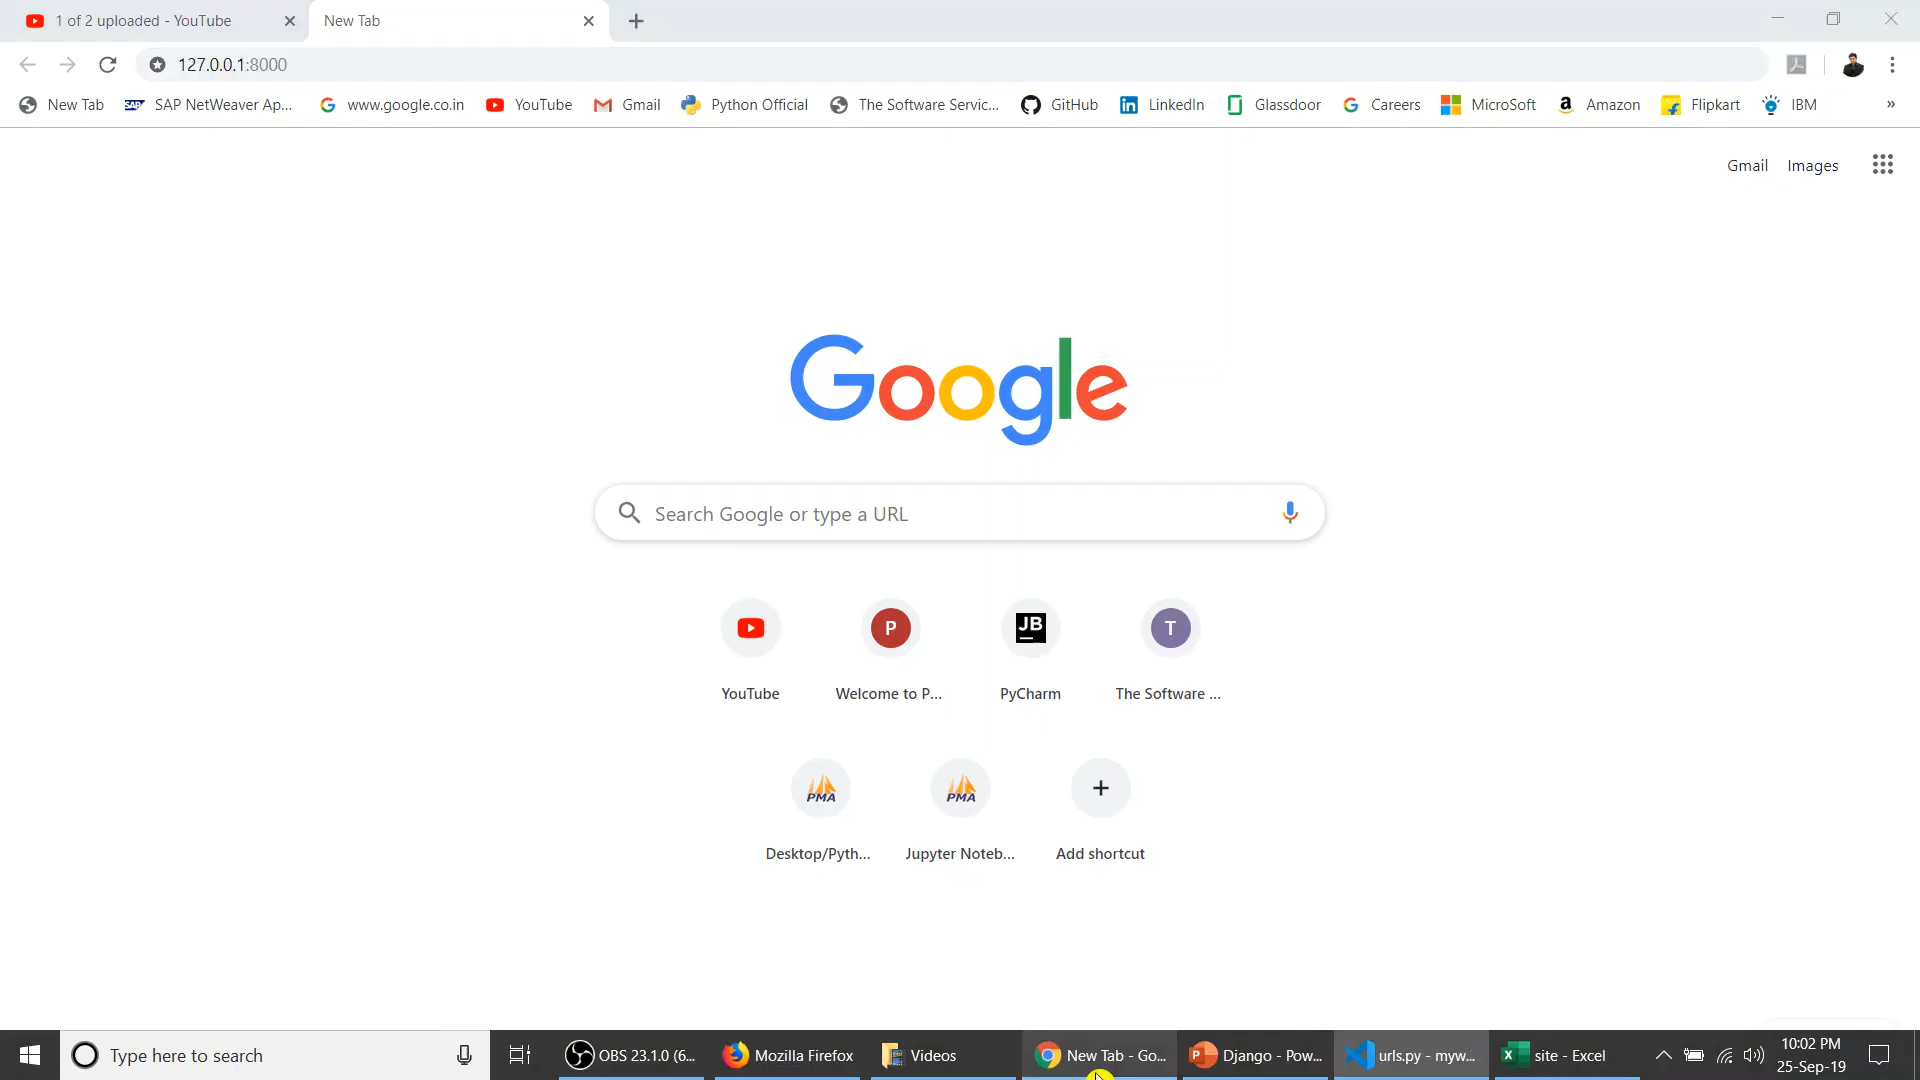 1 of 2 uploaded - YouTube
New Tab
127.0.0.1:8000
New Tab
SAP NetWeaver Ap...
www.google.co.in
YouTube
Gmail
Python Official
The Software Servic...
GitHub
LinkedIn
Glassdoor
Careers
MicroSoft
Amazon
Flipkart
IBM
»
Gmail
Images
Google
Search Google or type a URL
P
JB
T
YouTube
Welcome to P...
PyCharm
The Software ...
PMA
PMA
Desktop/Pyth...
Jupyter Noteb...
Add shortcut
Type here to search
OBS 23.1.0 (6...
Mozilla Firefox
Videos
New Tab - Go...
Django - Pow...
urls.py - myw...
site - Excel
10:02 PM
25-Sep-19